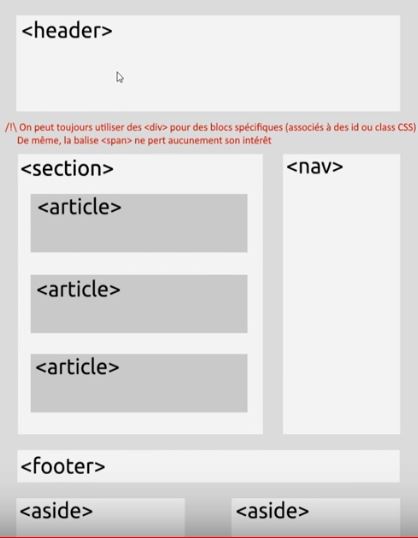 <header>
/!\ On peut toujours utiliser des <div> pour des blocs spécifiques (associés à des id ou class CSS)
De même, la balise <span> ne pert aucunement son intérêt
<section>
<nav>
<article>
<article>
<article>
<footer>
<aside> <aside>